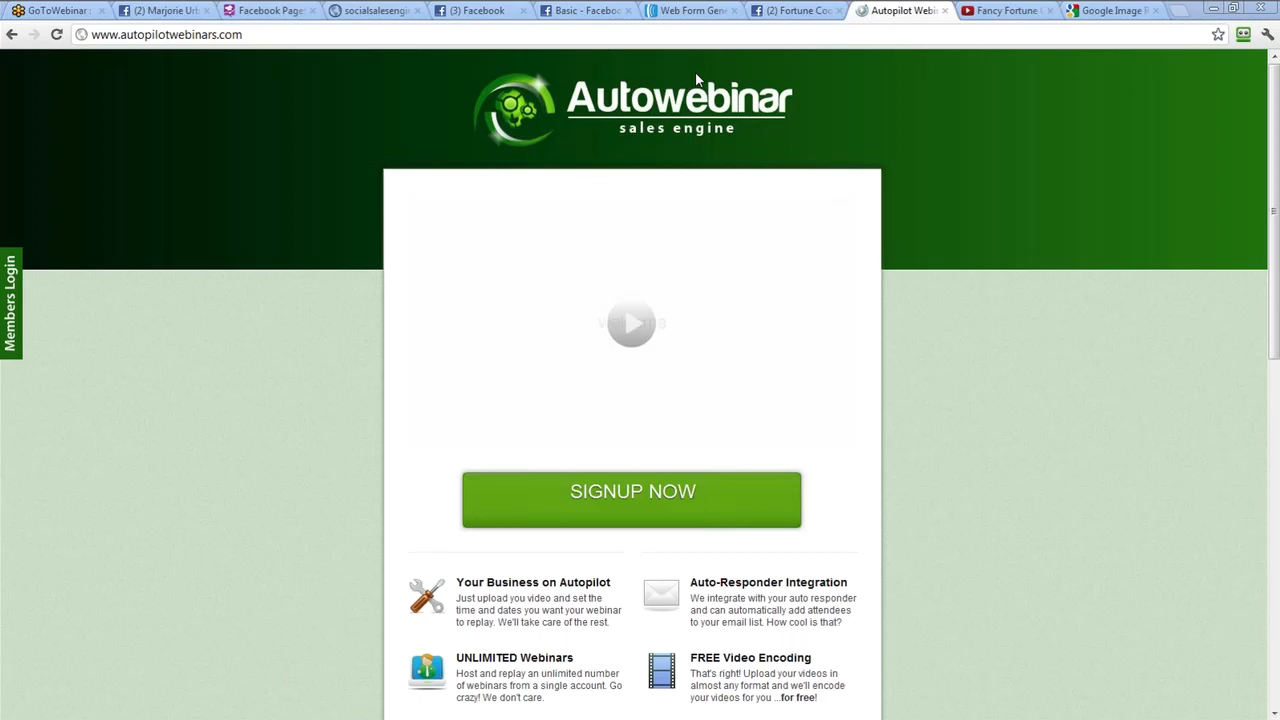 GoToWebinar
(2) Marjorie Urb
Facebook Page
socialsalesengi
(3) Facebook
Basic - Facebo
Web Form Gene
(2) Fortune Coo
Autopilot Webi
Fancy Fortune
Google Image R
www.autopilotwebinars.com
Autowebinar
sales engine
Members Login
SIGNUP NOW
Your Business on Autopilot
Just upload you video and set the
time and dates you want your webinar
to replay. We'll take care of the rest.
Auto-Responder Integration
We integrate with your auto responder
and can automatically add attendees
to your email list. How cool is that?
UNLIMITED Webinars
Host and replay an unlimited number
of webinars from a single account. Go
crazy! We don't care.
FREE Video Encoding
That's right! Upload your videos in
almost any format and we'll encode
your videos for you ...for free!